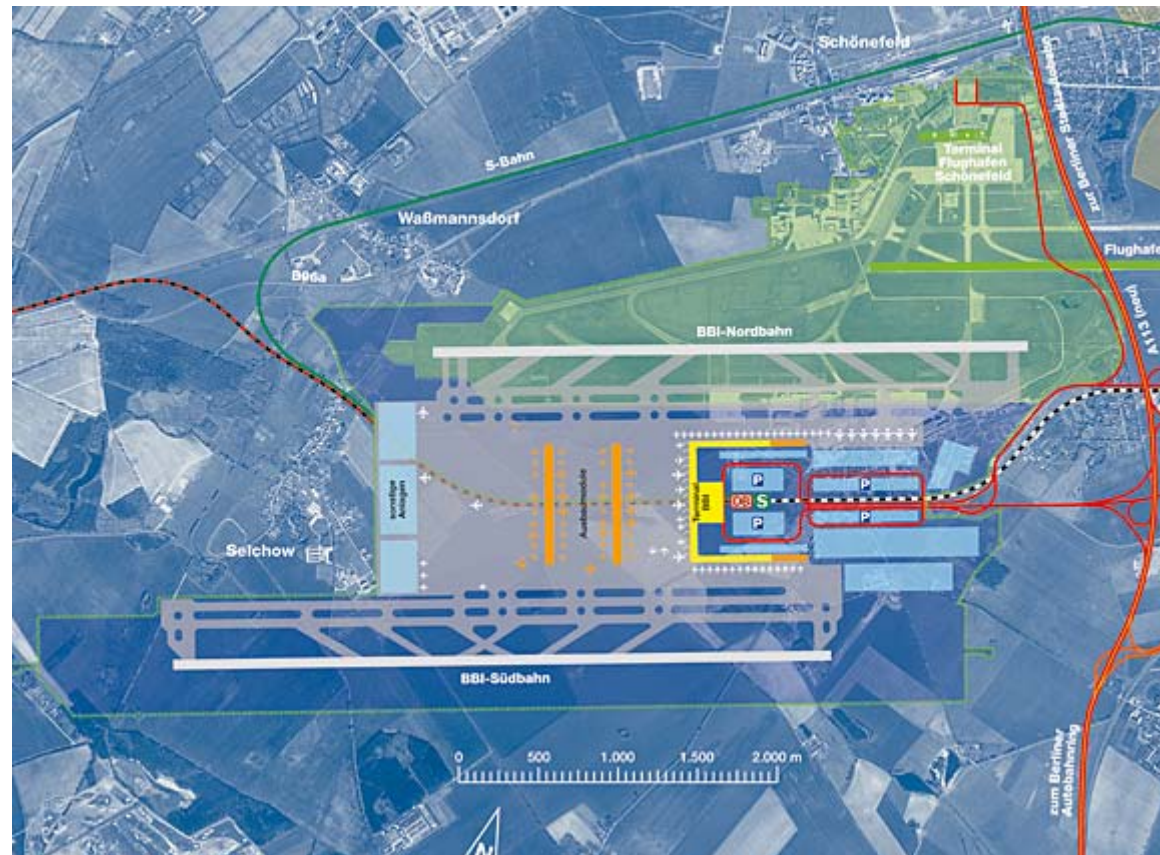 Schönefeld
zur Berliner Stadtautobahn
Terminal
Flughafen
Schönefeld
S-Bahn
Waßmannsdorf
Flughafe
A113 (neu)
BBI-Nordbahn
sonstige
Anlagen
Ausbaumodule
Terminal
BBI
P
P
DB
S
P
P
Selchow
BBI-Südbahn
0 500 1.000 1.500 2.000 m
zum Berliner
Autobahnring
N